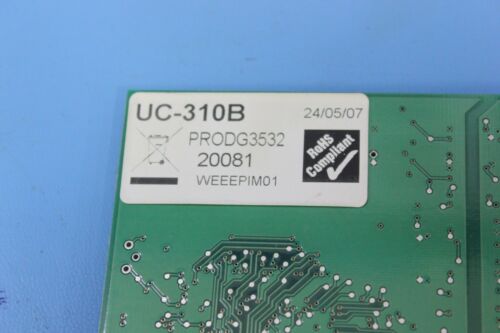 UC-310B
24/05/07
PRODG3532
20081
WEEEPIM01
RoHS
Compliant